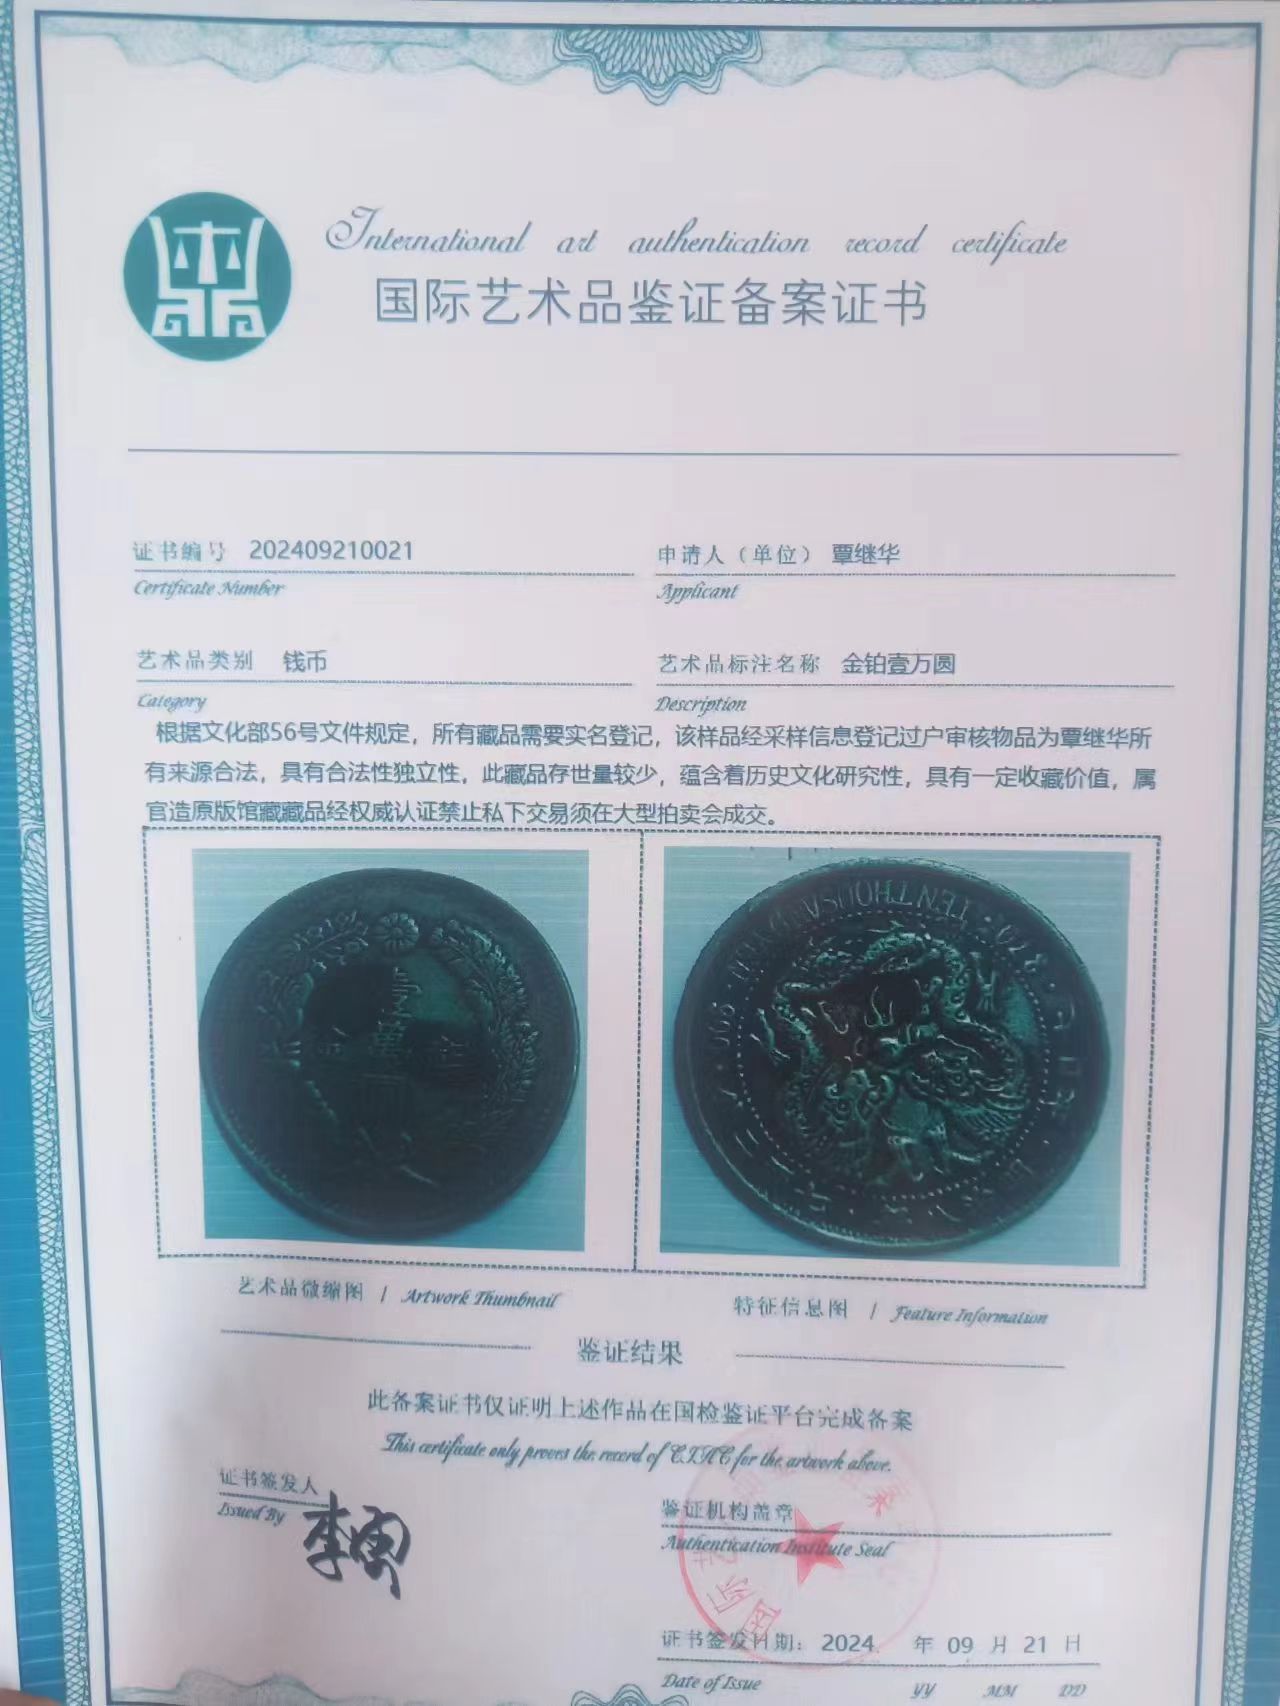 International art authentication record certificate
国际艺术品鉴证备案证书
证书编号 202409210021
Certificate Number
申请人（单位） 覃继华
Applicant
艺术品类别 钱币
Category
艺术品标注名称 金铂壹万圆
Description
根据文化部56号文件规定，所有藏品需要实名登记，该样品经采样信息登记过户审核物品为覃继华所
有来源合法，具有合法性独立性，此藏品存世量较少，蕴含着历史文化研究性，具有一定收藏价值，属
官造原版馆藏藏品经权威认证禁止私下交易须在大型拍卖会成交。
艺术品微缩图 / Artwork Thumbnail
特征信息图 / Feature Information
鉴证结果
此备案证书仅证明上述作品在国检鉴证平台完成备案
This certificate only proves the record of CIAC for the artwork above.
证书签发人
Issued By
鉴证机构盖章
Authentication Institute Seal
证书签发日期： 2024 年 09 月 21 日
Date of Issue YY MM DD